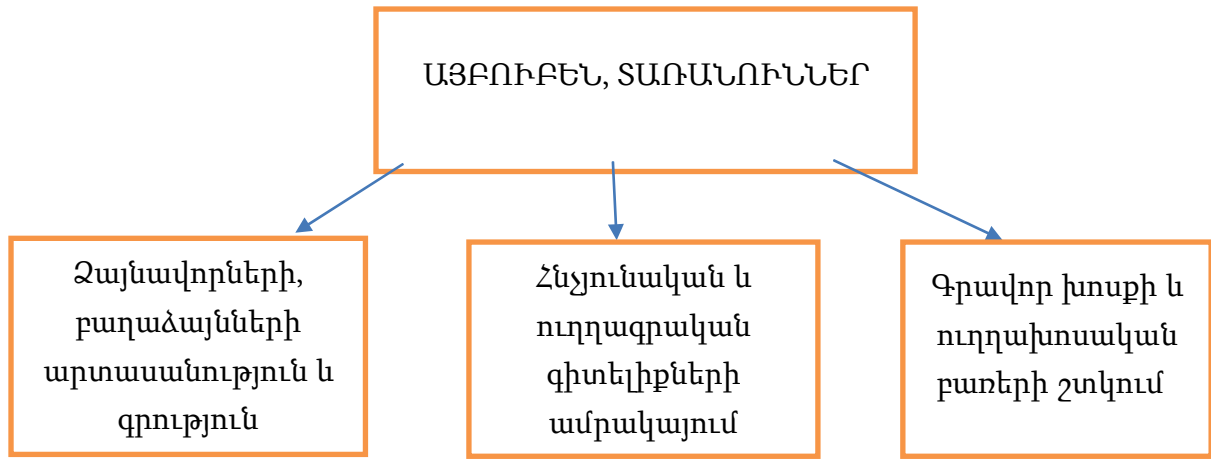 ԱՅԲՈՒԲԵՆ, ՏԱՌԱՆՈՒՆՆԵՐ
Ձայնավորների,
բաղաձայնների
արտասանություն և
գրություն
Հնչյունական և
ուղղագրական
գիտելիքների
ամրակայում
Գրավոր խոսքի և
ուղղախոսական
բառերի շտկում